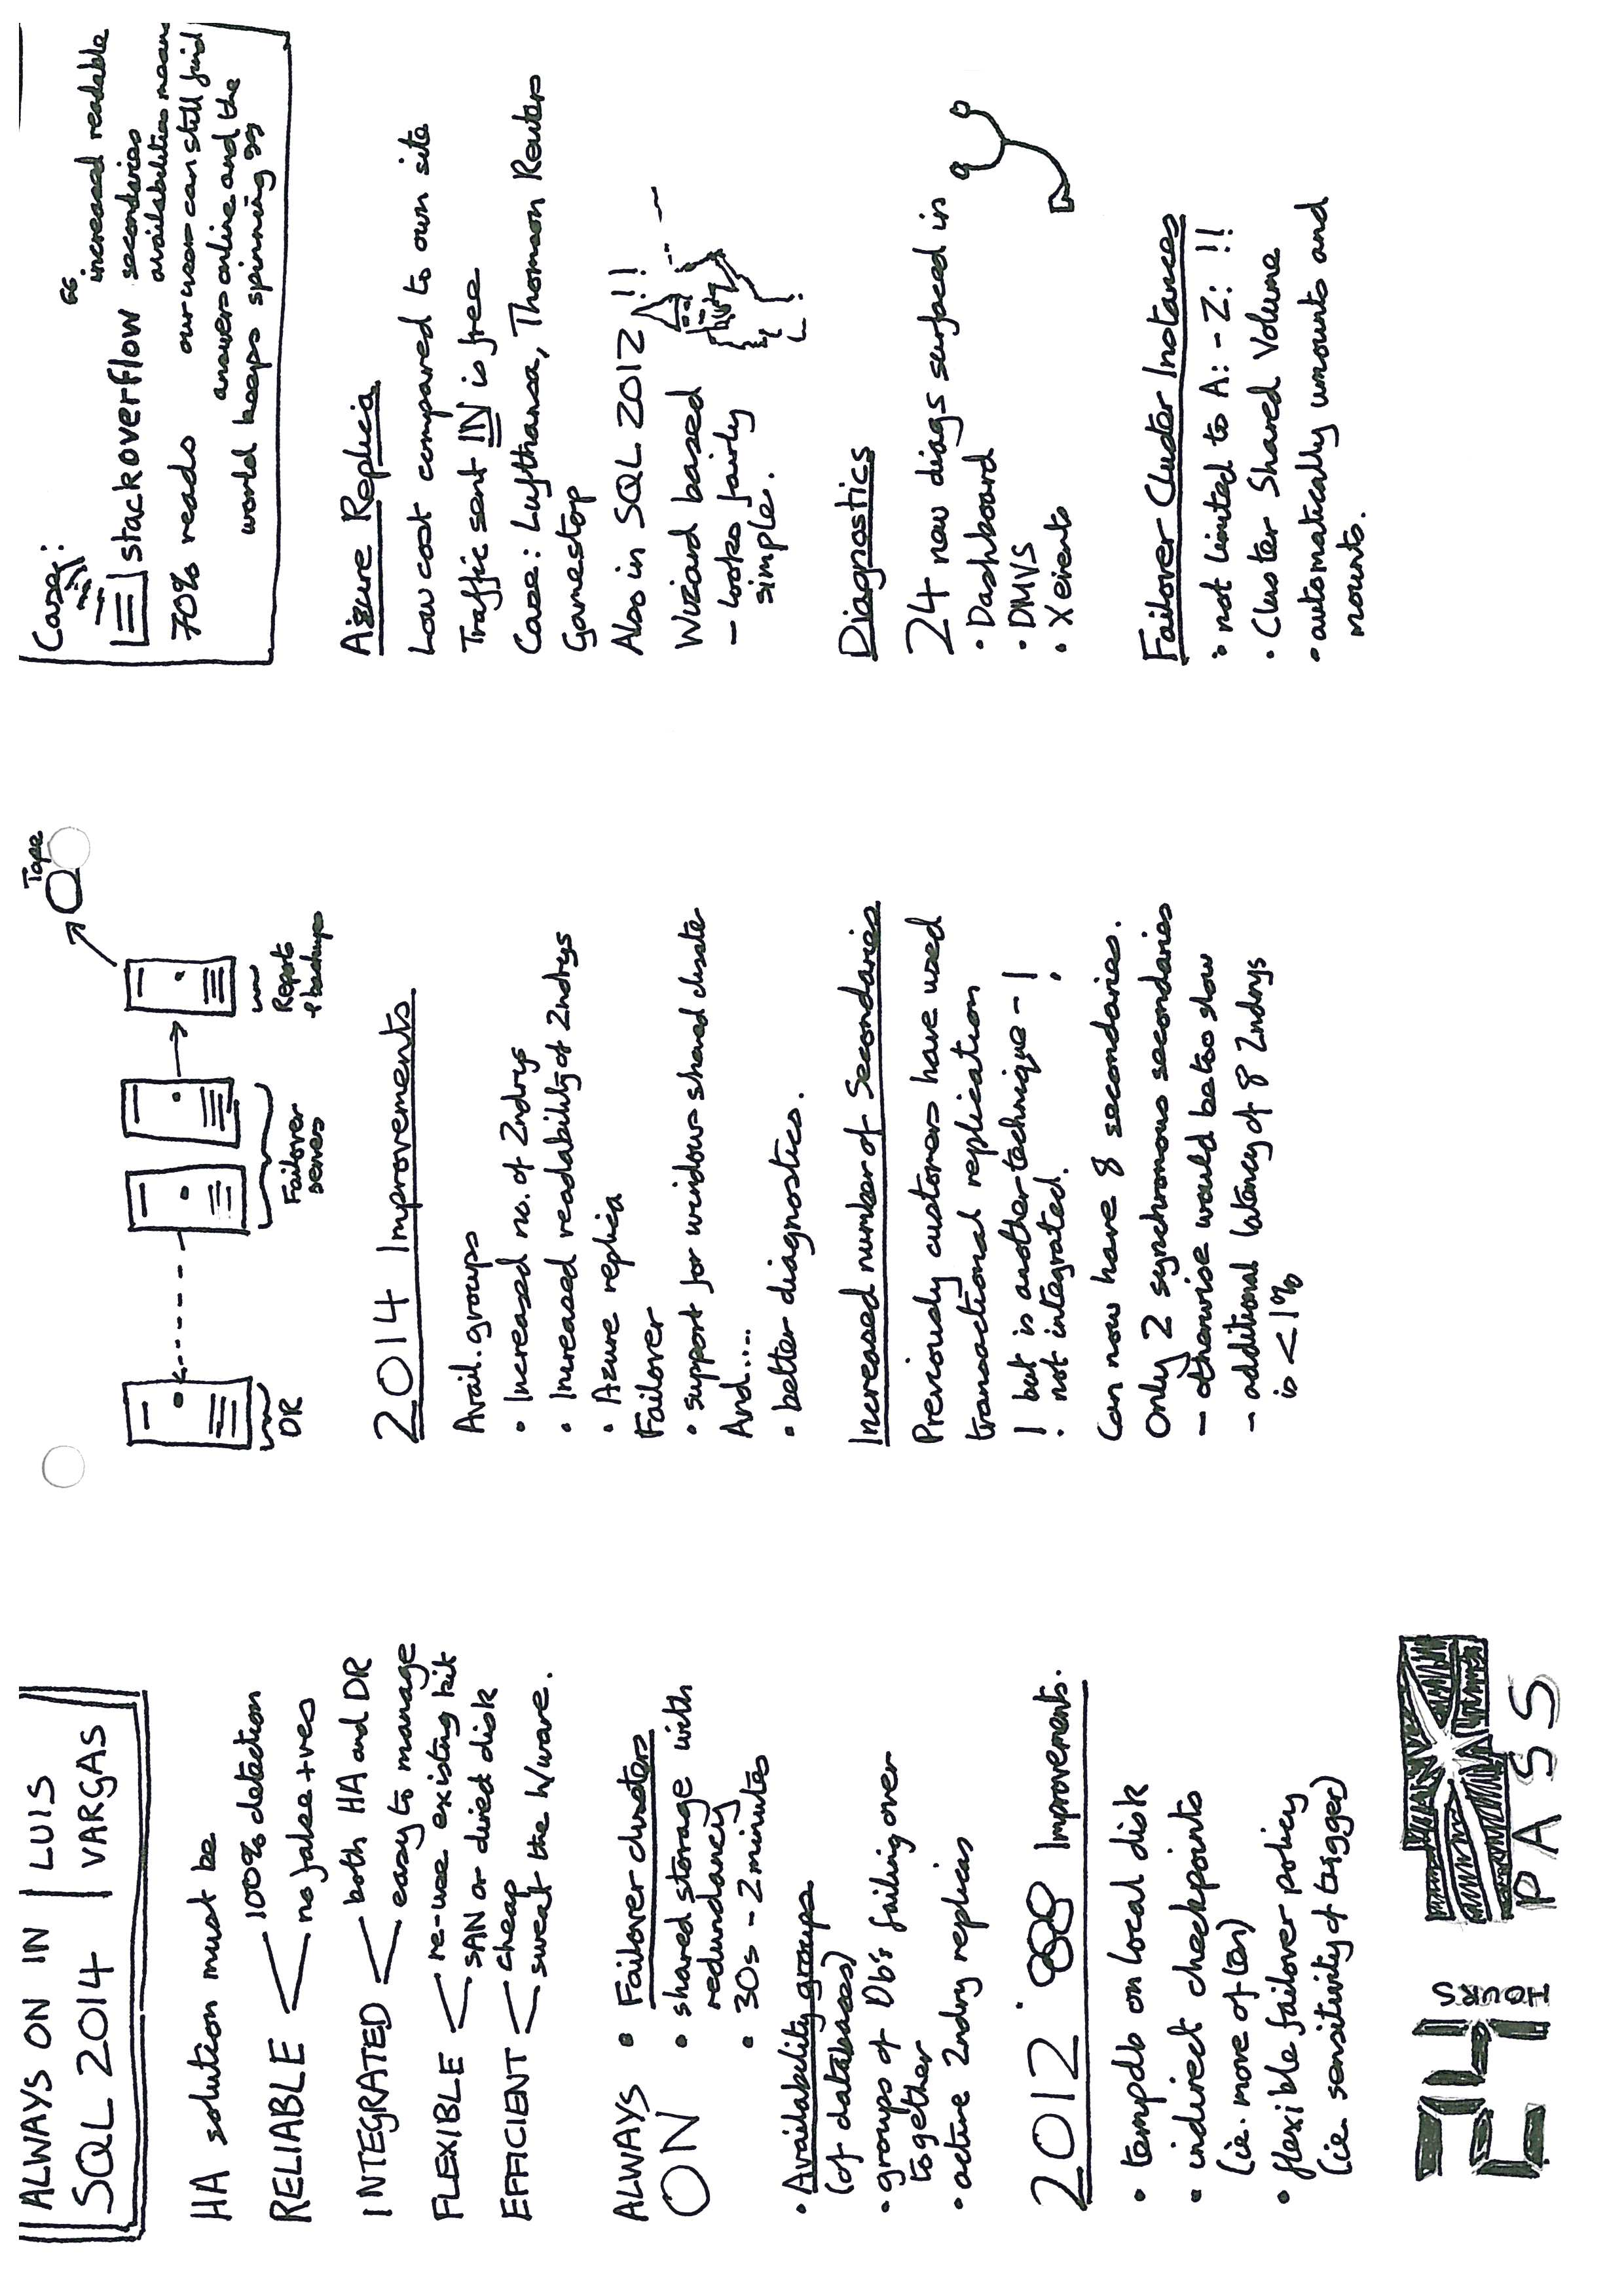 ALWAYS ON IN
SQL 2014
LUIS
VARGAS
HA solution must be
RELIABLE
100% detection
no false +ves
INTEGRATED
both HA and DR
easy to manage
FLEXIBLE
re-use existing kit
SAN or direct disk
EFFICIENT
cheap
sweat the h/ware.
ALWAYS
ON
• Failover clusters
• shared storage with
redundancy
• 30s - 2 minutes
• Availability groups
(of databases)
• groups of Db's failing over
together
• active 2ndry replicas
2012 Improvements.
• tempdb on local disk
• indirect checkpoints
(ie. more often)
• flexible failover policy
(ie. sensitivity of trigger)
24 HOURS
PASS
Tape
DR
Failover
servers
Reports
& backups
2014 Improvements
Avail. groups
• Increased no. of 2ndrys
• Increased readability of 2ndrys
• Azure replica
Failover
• support for windows shared cluster
And....
• better diagnostics.
Increased number of Secondaries
Previously customers have used
transactional replication
! but is another technique - !
not integrated.
Can now have 8 secondaries.
Only 2 synchronous secondaries
- otherwise would be too slow
- additional latency of 8 2ndrys
is < 1%
Case:
stackoverflow
70% reads
“increased readable
secondaries
availabilities means
our users can still find
answers online and the
world keeps spinning”
Azure Replica
Low cost compared to own site
Traffic sent IN is free
Case: Lufthansa, Thomson Reuters
Gamestop
Also in SQL 2012 !!
Wizard based
- looks fairly
simple.
Diagnostics
24 new diags surfaced in
• Dashboard
• DMVS
• X events
Failover Cluster Instances
• not limited to A: - Z: !!
• Cluster Shared Volume
• automatically umounts and
mounts.